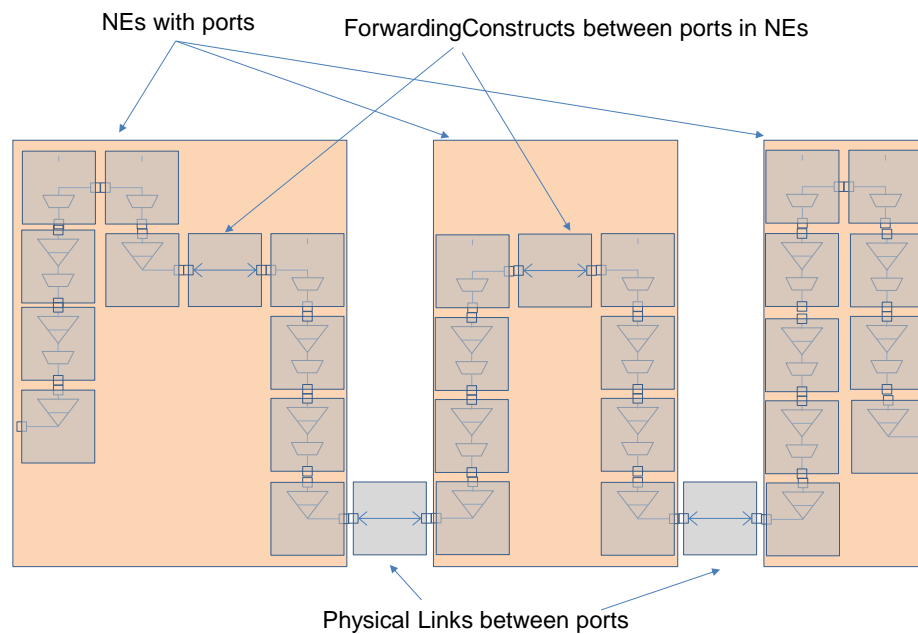 NEs with ports
ForwardingConstructs between ports in NEs
Physical Links between ports